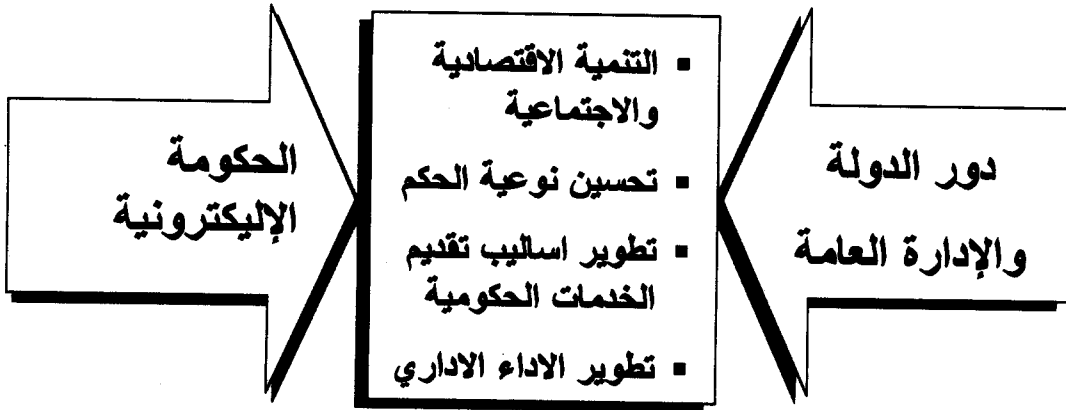 دور الدولة
والإدارة العامة
▪ التنمية الاقتصادية
والاجتماعية
▪ تحسين نوعية الحكم
▪ تطوير اساليب تقديم
الخدمات الحكومية
▪ تطوير الاداء الاداري
الحكومة
الإليكترونية